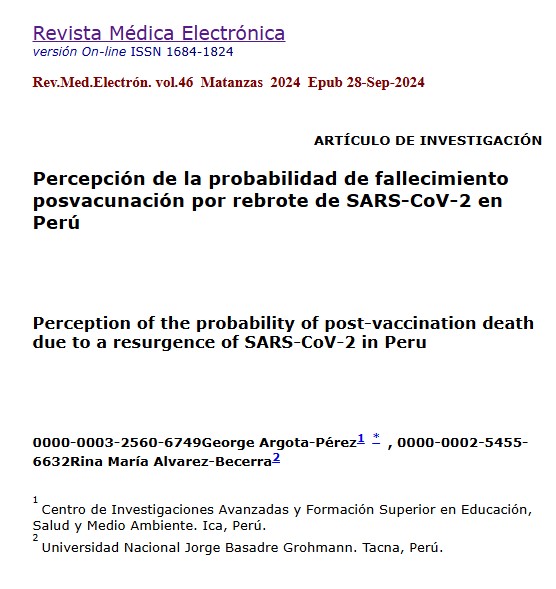 Revista Médica Electrónica
versión On-line ISSN 1684-1824
Rev.Med.Electrón. vol.46 Matanzas 2024 Epub 28-Sep-2024
ARTÍCULO DE INVESTIGACIÓN
Percepción de la probabilidad de fallecimiento
posvacunación por rebrote de SARS-CoV-2 en
Perú
Perception of the probability of post-vaccination death
due to a resurgence of SARS-CoV-2 in Peru
0000-0003-2560-6749George Argota-Pérez1 * , 0000-0002-5455-
6632Rina María Alvarez-Becerra2
1 Centro de Investigaciones Avanzadas y Formación Superior en Educación,
Salud y Medio Ambiente. Ica, Perú.
2 Universidad Nacional Jorge Basadre Grohmann. Tacna, Perú.